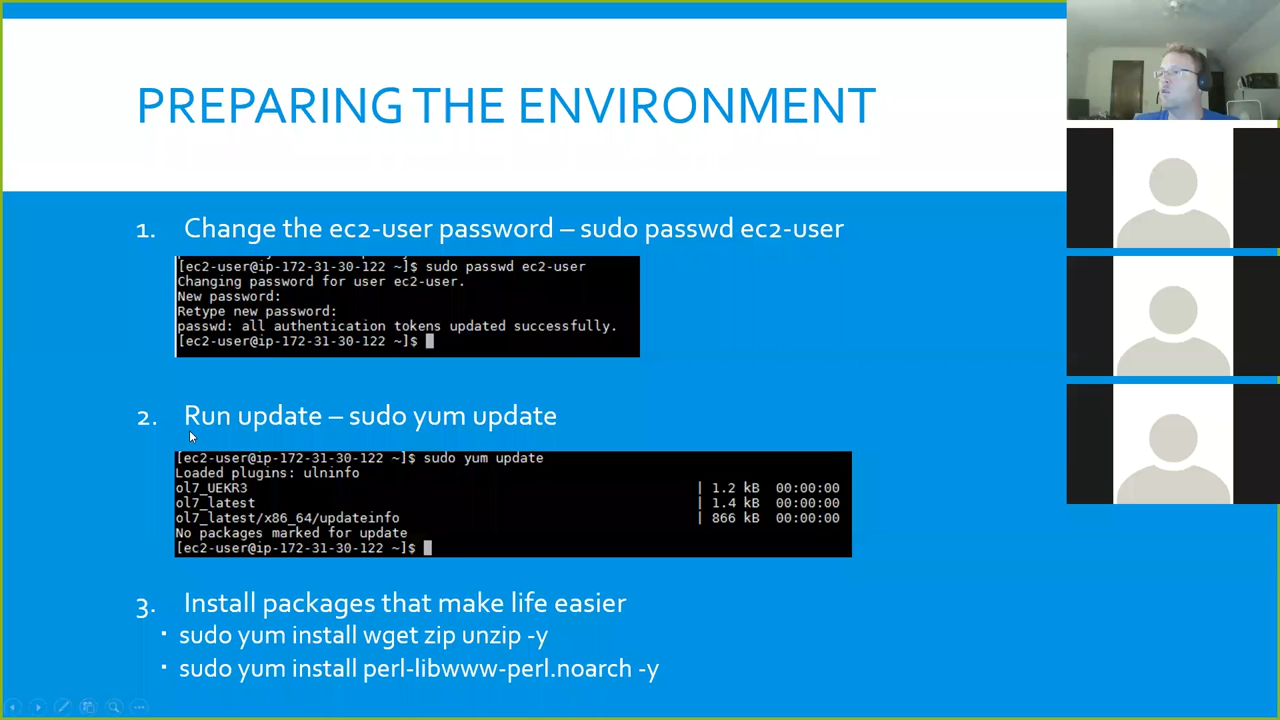 PREPARING THE ENVIRONMENT
1. Change the ec2-user password – sudo passwd ec2-user
[ec2-user@ip-172-31-30-122 ~]$ sudo passwd ec2-user
Changing password for user ec2-user.
New password:
Retype new password:
passwd: all authentication tokens updated successfully.
[ec2-user@ip-172-31-30-122 ~]$
2. Run update – sudo yum update
[ec2-user@ip-172-31-30-122 ~]$ sudo yum update
Loaded plugins: ulninfo
ol7_UEKR3 | 1.2 kB 00:00:00
ol7_latest | 1.4 kB 00:00:00
ol7_latest/x86_64/updateinfo | 866 kB 00:00:00
No packages marked for update
[ec2-user@ip-172-31-30-122 ~]$
3. Install packages that make life easier
▪ sudo yum install wget zip unzip -y
▪ sudo yum install perl-libwww-perl.noarch -y